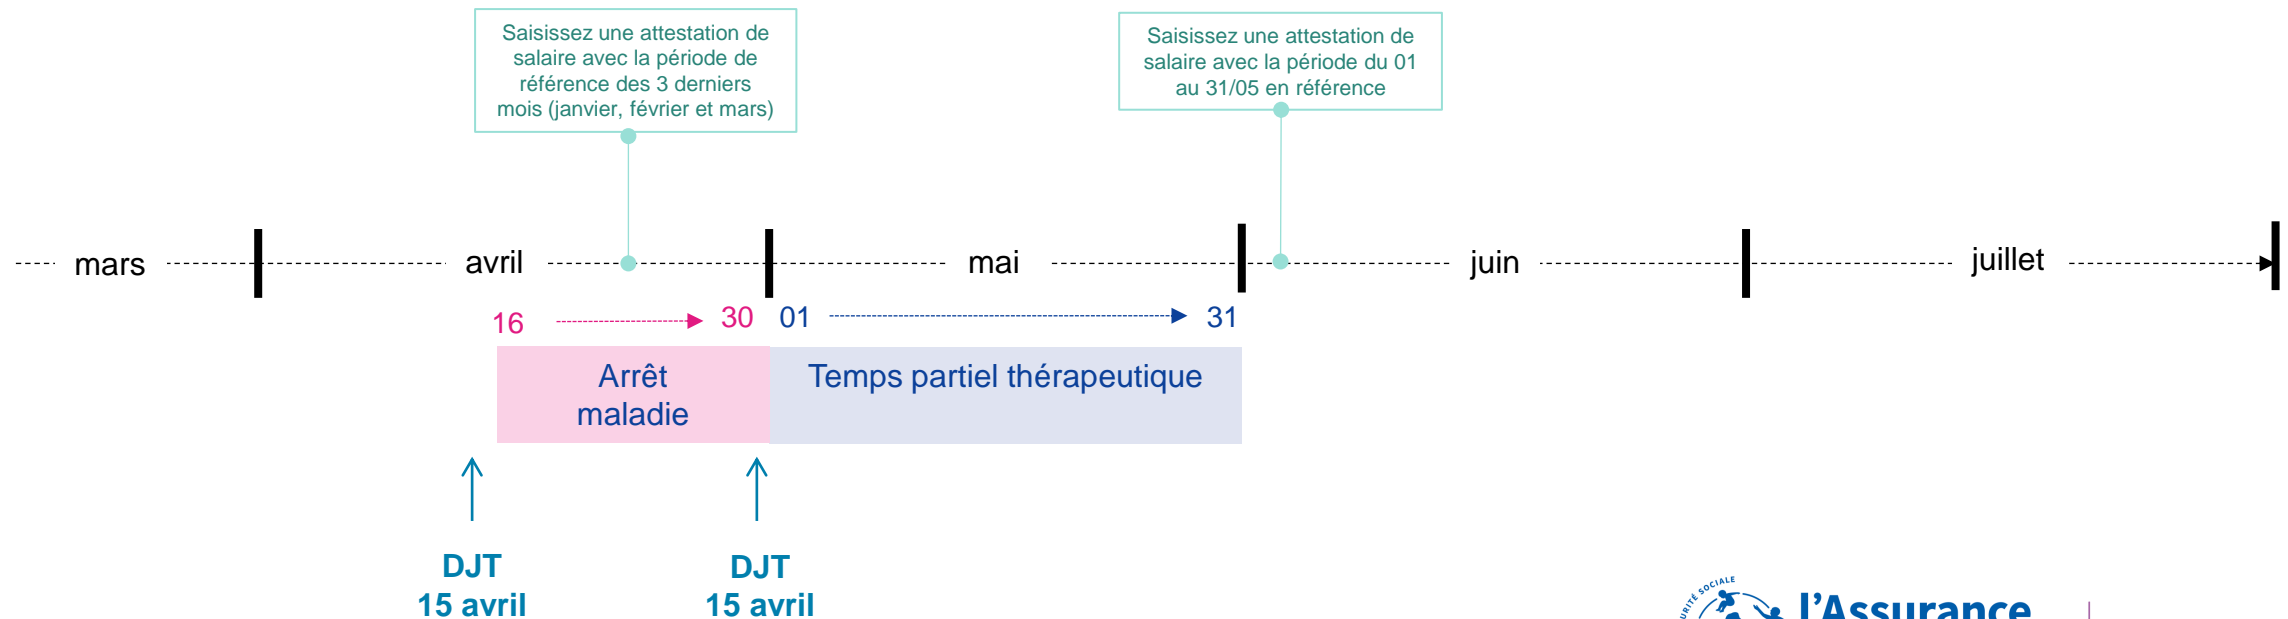 Saisissez une attestation de
salaire avec la période de
référence des 3 derniers
mois (janvier, février et mars)
Saisissez une attestation de
salaire avec la période du 01
au 31/05 en référence
mars
avril
mai
juin
juillet
16
30
01
31
Arrêt
maladie
Temps partiel thérapeutique
DJT
15 avril
DJT
15 avril
SOCIALE
l'Assurance